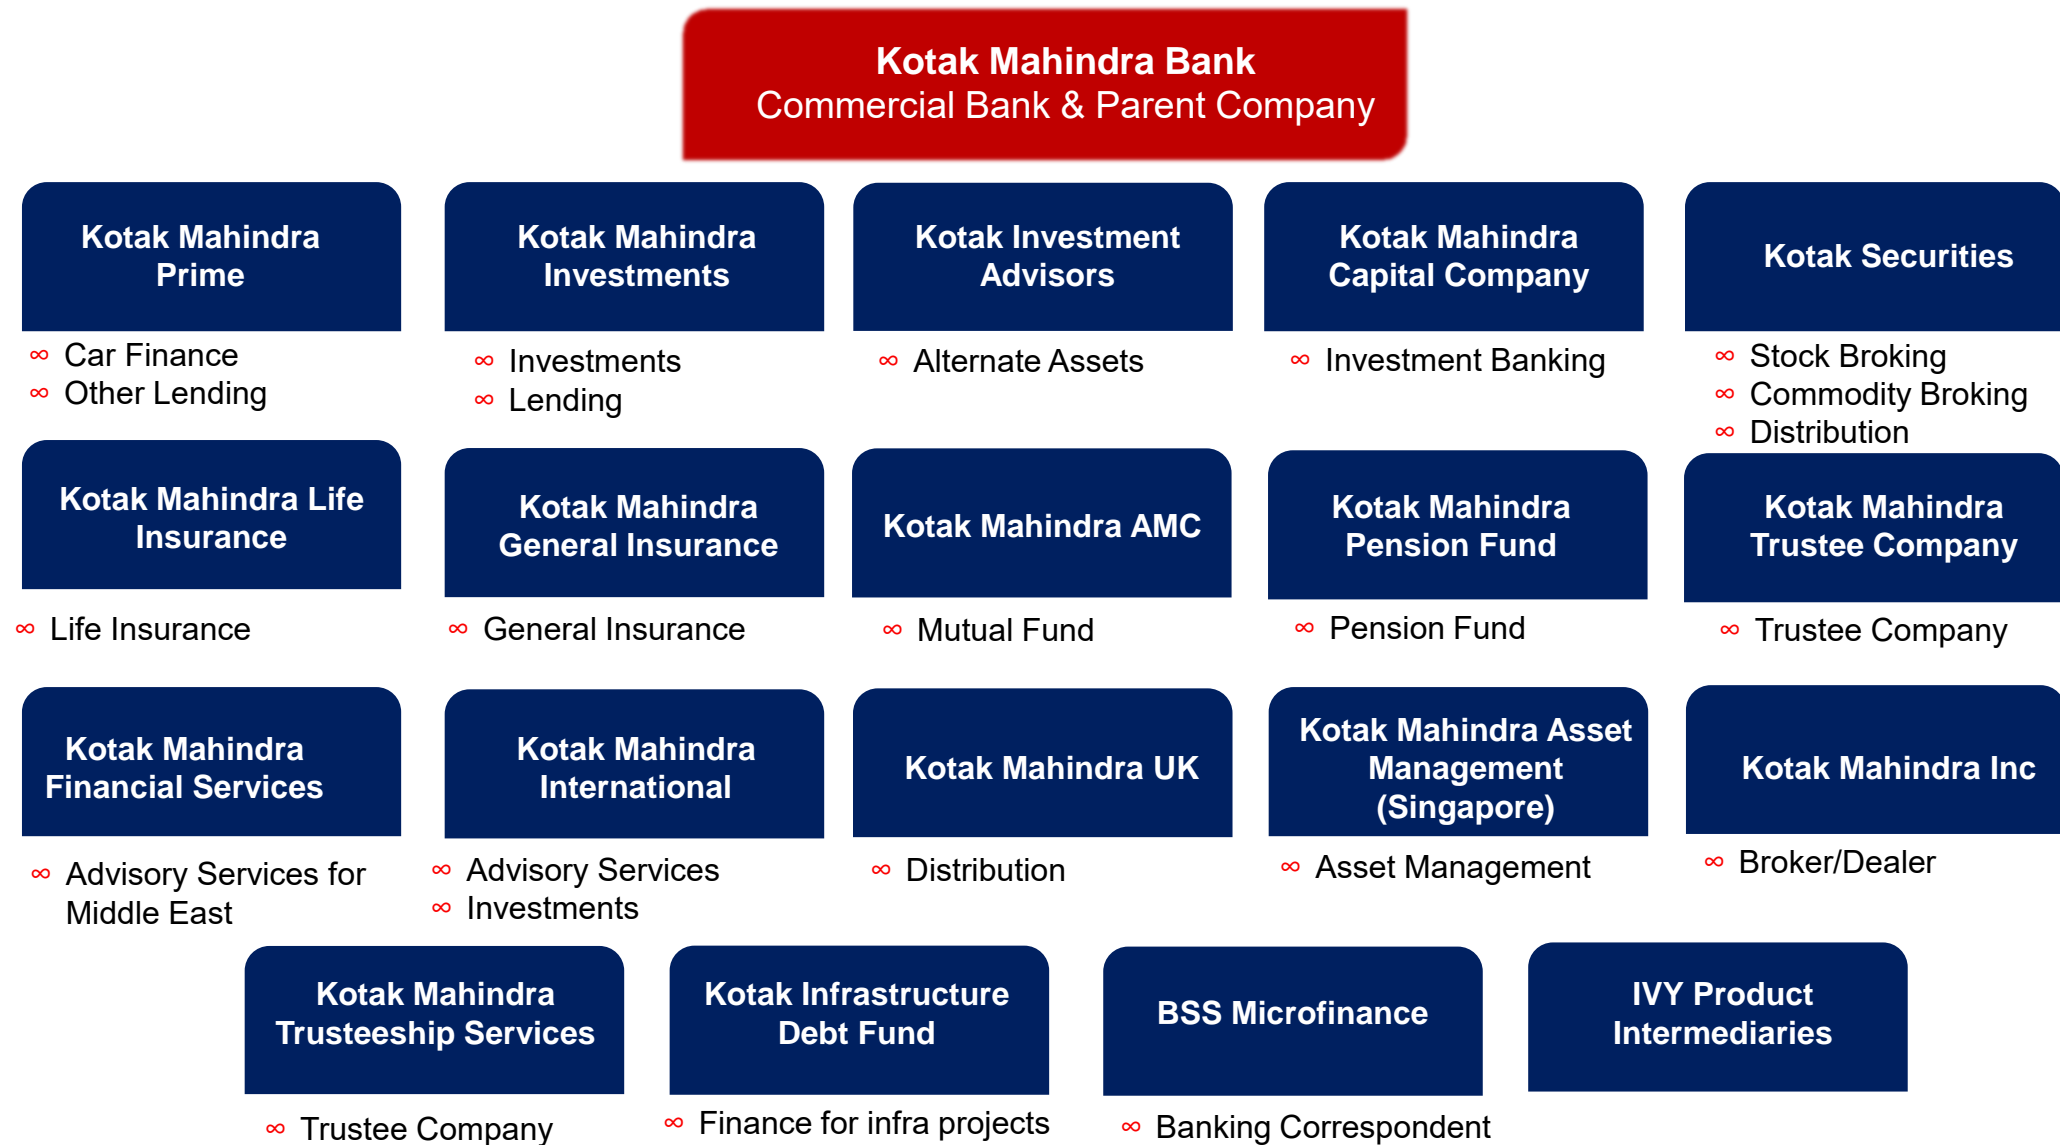 Kotak Mahindra Bank
Commercial Bank & Parent Company
Kotak Mahindra
Prime
∞ Car Finance
∞ Other Lending
Kotak Mahindra
Investments
∞ Investments
∞ Lending
Kotak Investment
Advisors
∞ Alternate Assets
Kotak Mahindra
Capital Company
∞ Investment Banking
Kotak Securities
∞ Stock Broking
∞ Commodity Broking
∞ Distribution
Kotak Mahindra Life
Insurance
∞ Life Insurance
Kotak Mahindra
General Insurance
∞ General Insurance
Kotak Mahindra AMC
∞ Mutual Fund
Kotak Mahindra
Pension Fund
∞ Pension Fund
Kotak Mahindra
Trustee Company
∞ Trustee Company
Kotak Mahindra
Financial Services
∞ Advisory Services for
Middle East
Kotak Mahindra
International
∞ Advisory Services
∞ Investments
Kotak Mahindra UK
∞ Distribution
Kotak Mahindra Asset
Management
(Singapore)
∞ Asset Management
Kotak Mahindra Inc
∞ Broker/Dealer
Kotak Mahindra
Trusteeship Services
∞ Trustee Company
Kotak Infrastructure
Debt Fund
∞ Finance for infra projects
BSS Microfinance
∞ Banking Correspondent
IVY Product
Intermediaries